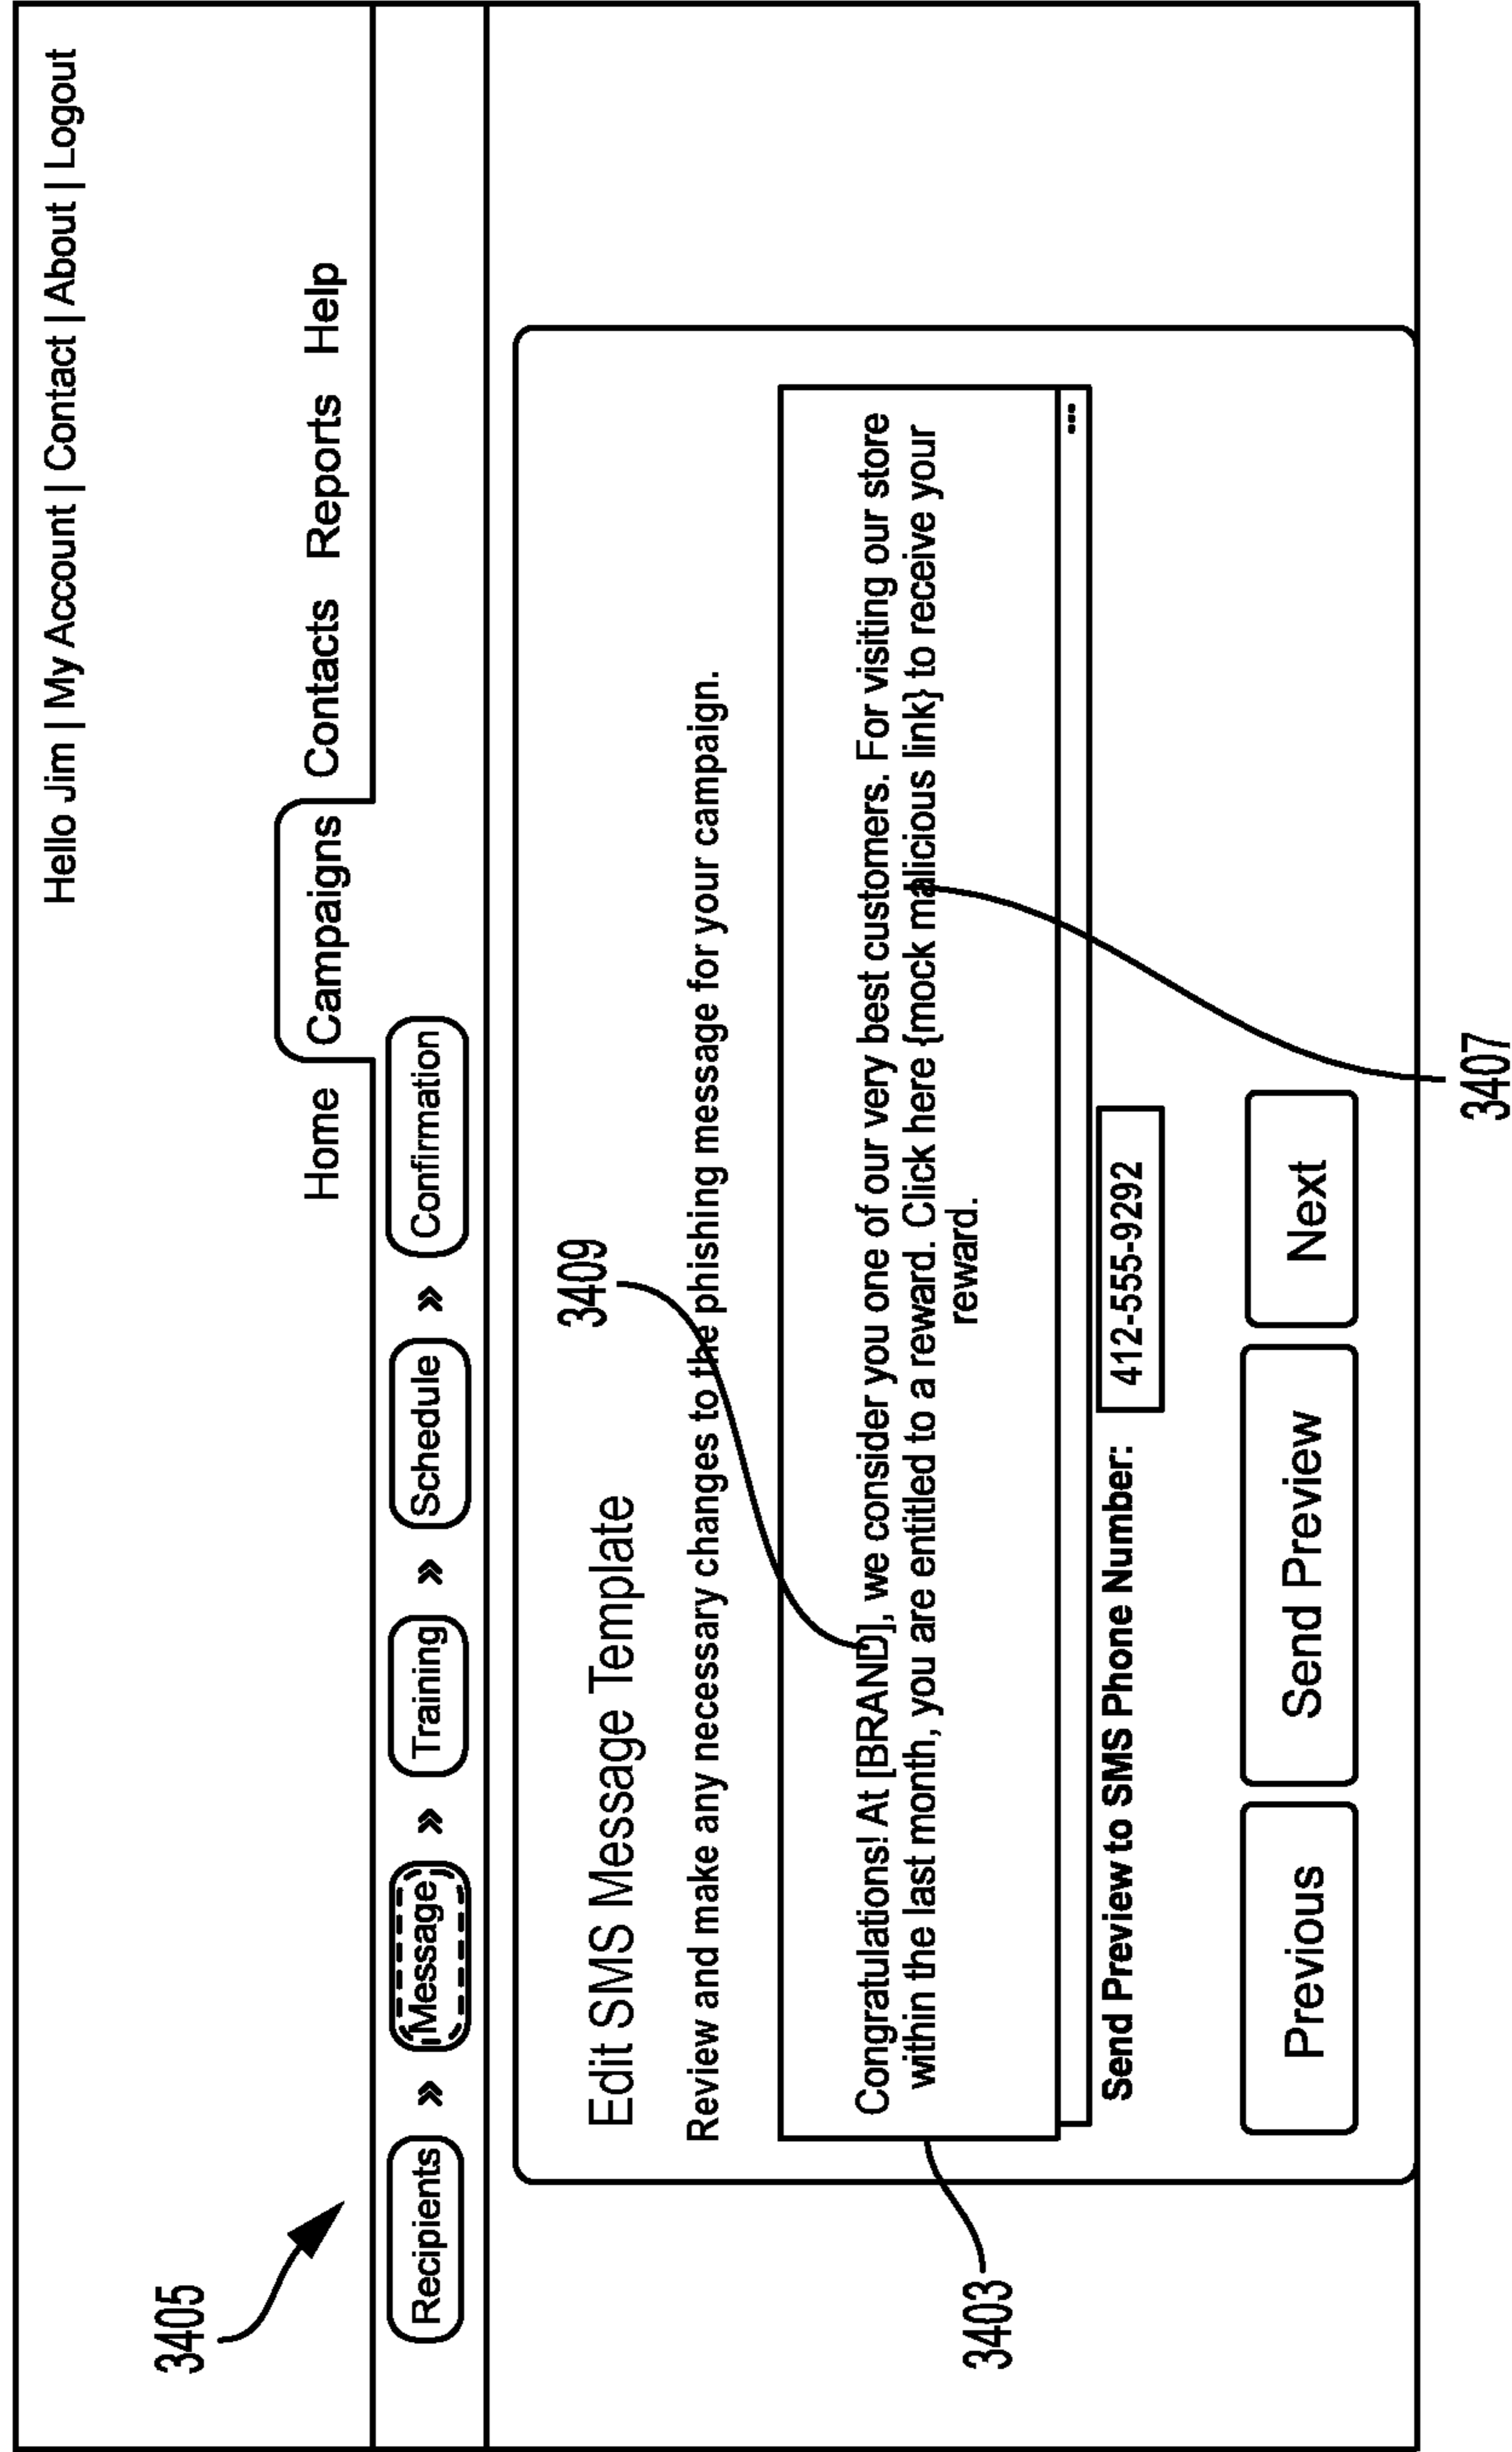 Hello Jim | My Account | Contact | About | Logout
3405
Home Campaigns Contacts Reports Help
Recipients » Message » Training » Schedule » Confirmation
3409
Edit SMS Message Template
Review and make any necessary changes to the phishing message for your campaign.
Congratulations! At [BRAND], we consider you one of our very best customers. For visiting our store
within the last month, you are entitled to a reward. Click here {mock malicious link} to receive your
reward.
3403
...
Send Preview to SMS Phone Number: 412-555-9292
Previous Send Preview Next
3407